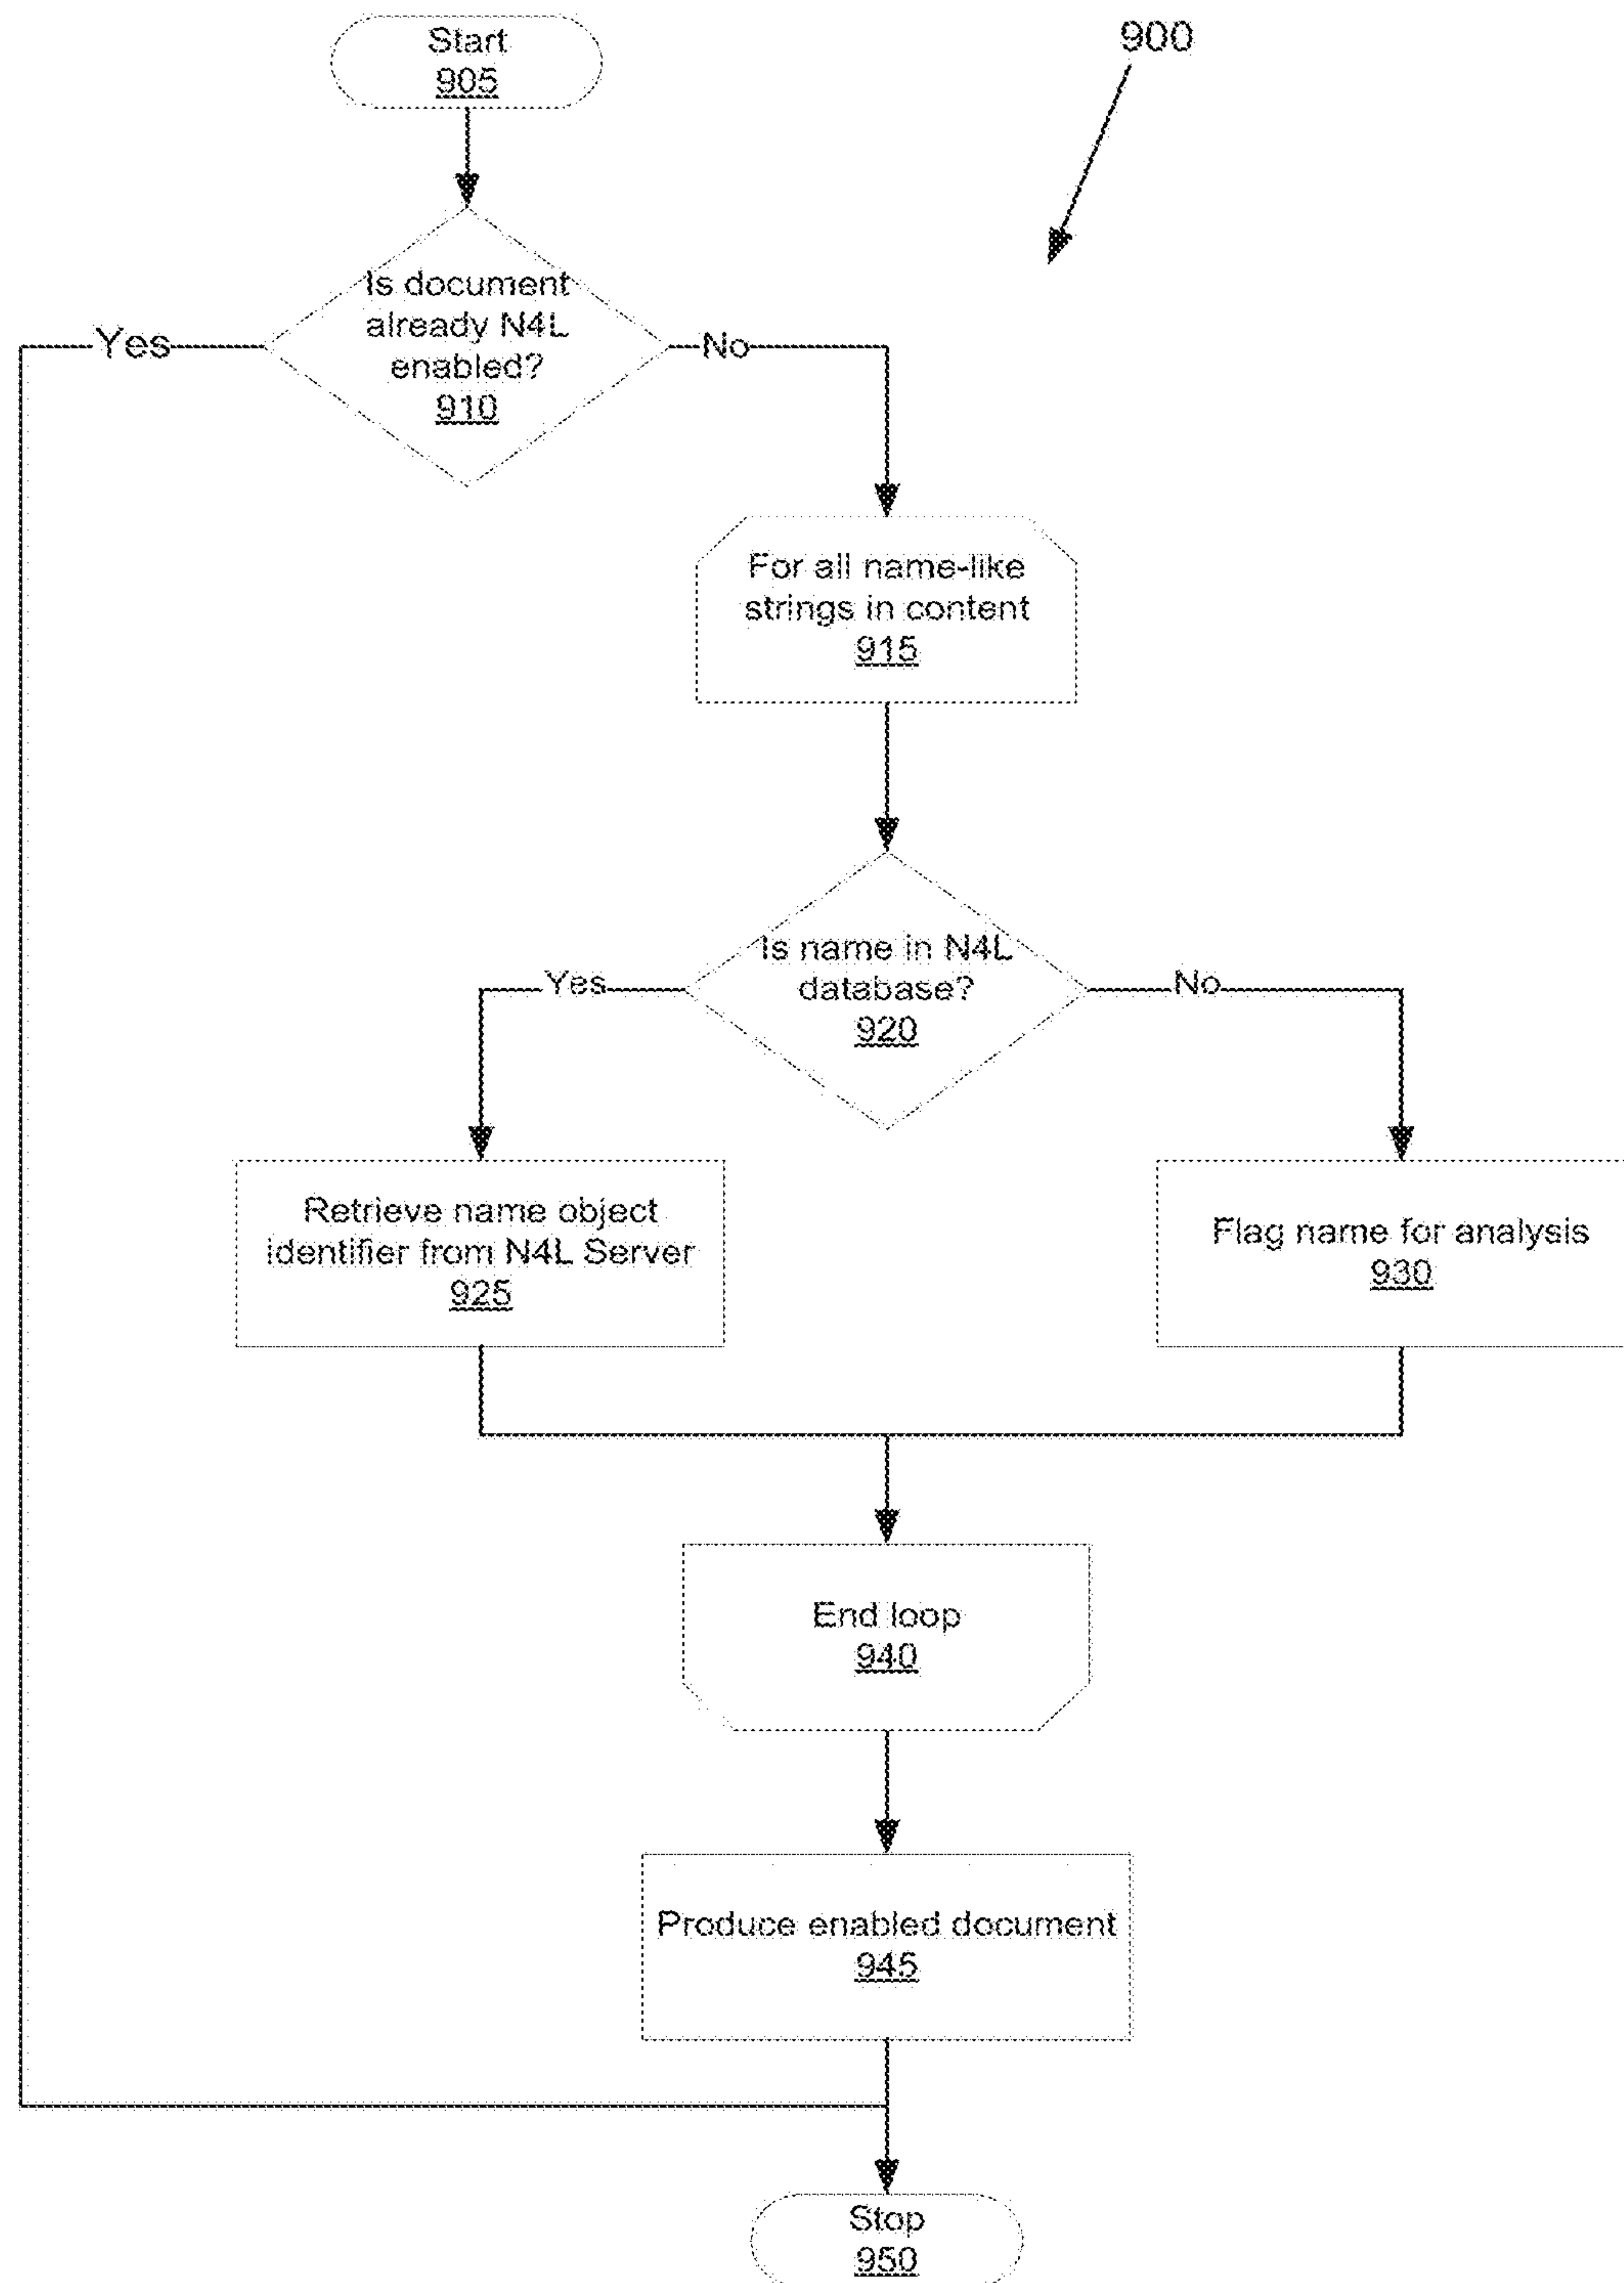 Start
905
900
Is document
already N4L
enabled?
910
Yes
No
For all name-like
strings in content
915
Is name in N4L
database?
920
Yes
No
Retrieve name object
identifier from N4L Server
925
Flag name for analysis
930
End loop
940
Produce enabled document
945
Stop
950